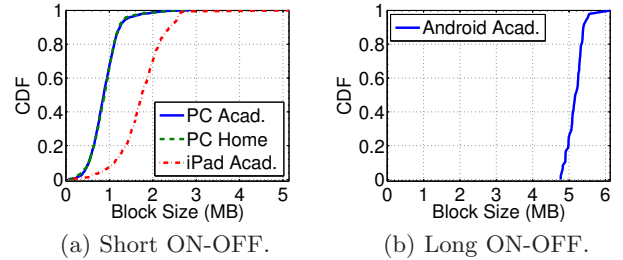 1
0.8
0.6
0.4
0.2
0
CDF
PC Acad.
PC Home
iPad Acad.
0 1 2 3 4 5
Block Size (MB)
(a) Short ON-OFF.
1
0.8
0.6
0.4
0.2
0
CDF
Android Acad.
0 1 2 3 4 5 6
Block Size (MB)
(b) Long ON-OFF.